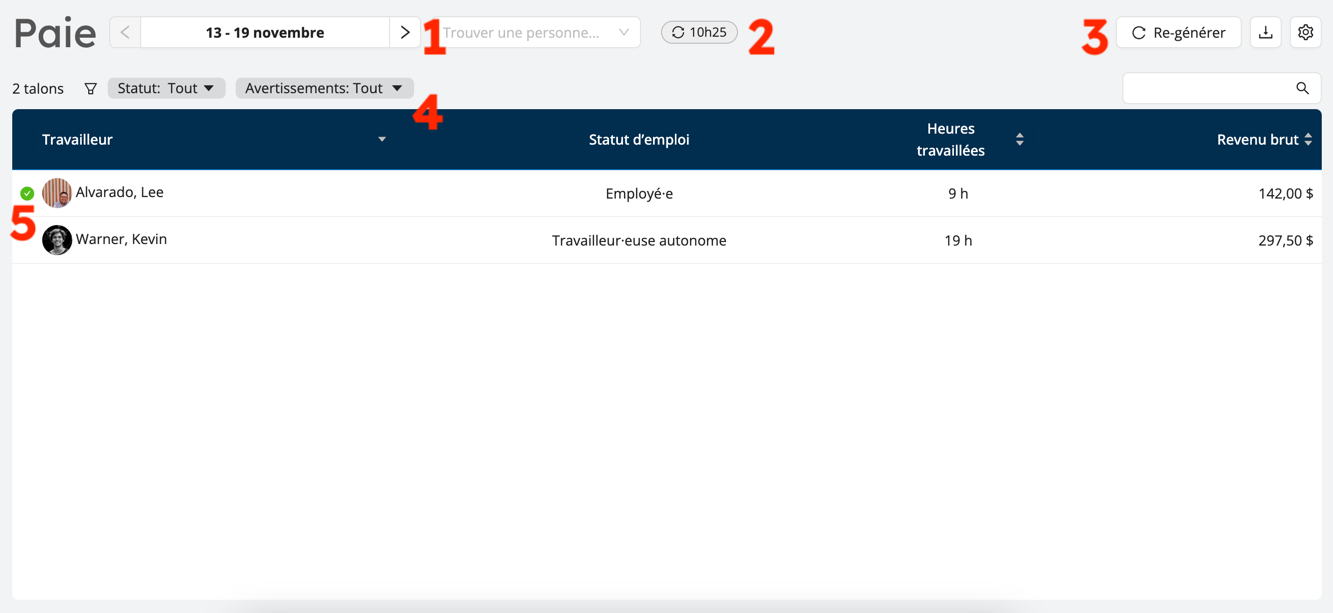 Paie
13 - 19 novembre
1
Trouver une personne...
10h25
2
3
Re-générer
2 talons
Statut: Tout
Avertissements: Tout
4
Travailleur
Statut d’emploi
Heures
travaillées
Revenu brut
Alvarado, Lee
Employé·e
9 h
142,00 $
5
Warner, Kevin
Travailleur·euse autonome
19 h
297,50 $